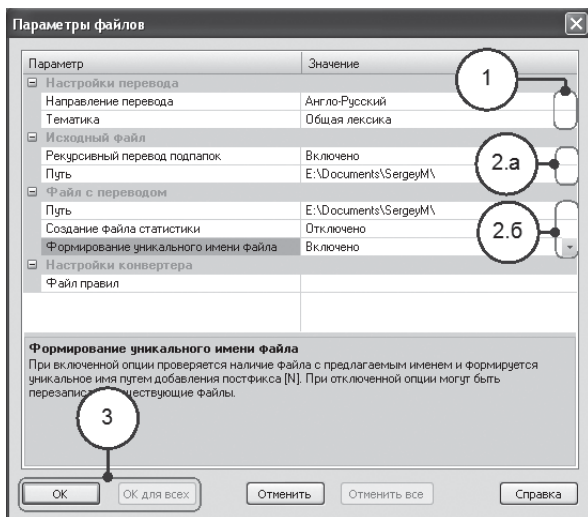 Параметры файлов
Параметр Значение
Настройки перевода
Направление перевода Англо-Русский
Тематика Общая лексика
Исходный файл
Рекурсивный перевод подпапок Включено
Путь E:\Documents\SergeyM\
Файл с переводом
Путь E:\Documents\SergeyM\
Создание файла статистики Отключено
Формирование уникального имени файла Включено
Настройки конвертера
Файл правил
1
2.а
2.б
Формирование уникального имени файла
При включенной опции проверяется наличие файла с предлагаемым именем и формируется
уникальное имя путем добавления постфикса [N]. При отключенной опции могут быть
файлы.
3
OK OK для всех Отменить Отменить все Справка